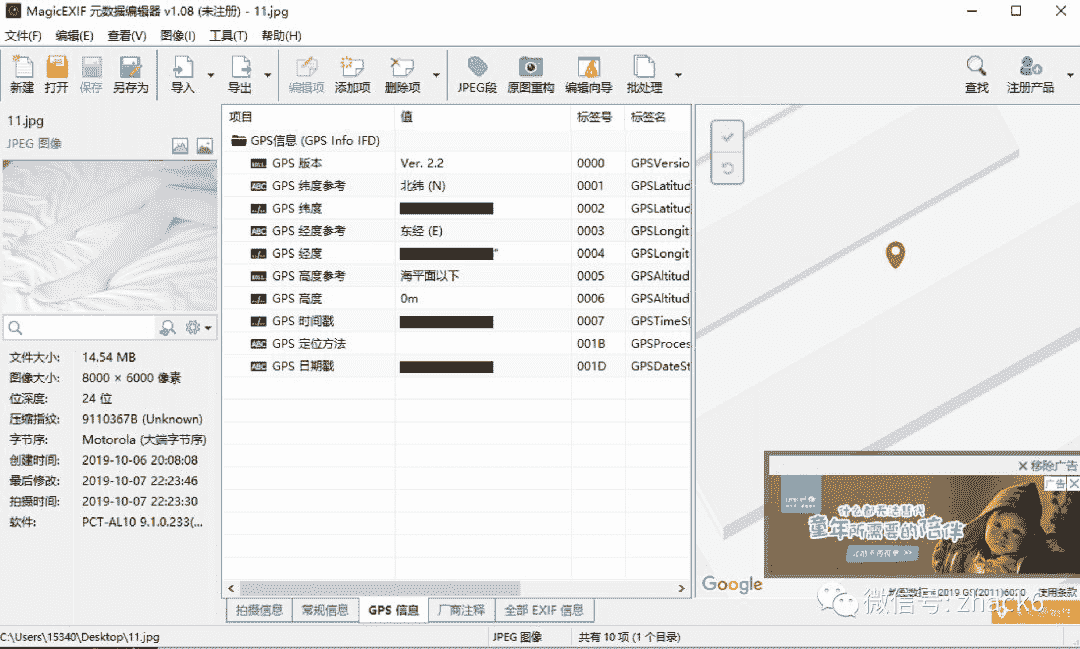 MagicEXIF 元数据编辑器 v1.08 (未注册) - 11.jpg
文件(F) 编辑(E) 查看(V) 图像(I) 工具(T) 帮助(H)
新建 打开 保存 另存为 导入 导出 编辑项 添加项 删除项 JPEG段 原图重构 编辑向导 批处理 查找 注册产品
11.jpg
JPEG 图像
文件大小: 14.54 MB
图像大小: 8000 × 6000 像素
位深度: 24 位
压缩指纹: 9110367B (Unknown)
字节序: Motorola (大端字节序)
创建时间: 2019-10-06 20:08:08
最后修改: 2019-10-07 22:23:46
拍摄时间: 2019-10-07 22:23:30
软件: PCT-AL10 9.1.0.233(...
项目 值 标签号 标签名
GPS信息 (GPS Info IFD)
GPS 版本 Ver. 2.2 0000 GPSVersio
GPS 纬度参考 北纬 (N) 0001 GPSLatitud
GPS 纬度 0002 GPSLatitud
GPS 经度参考 东经 (E) 0003 GPSLongit
GPS 经度 " 0004 GPSLongit
GPS 高度参考 海平面以下 0005 GPSAltitud
GPS 高度 0m 0006 GPSAltitud
GPS 时间戳 0007 GPSTimeSt
GPS 定位方法 001B GPSProces
GPS 日期戳 001D GPSDateSt
拍摄信息 常规信息 GPS 信息 厂商注释 全部 EXIF 信息
移除广告
广告
什么都无法替代
童年所需要的陪伴
Google
地图数据 ©2019 GS(2011)6020 使用条款
微信号: zhack6
C:\Users\15340\Desktop\11.jpg JPEG 图像 共有 10 项 (1 个目录)